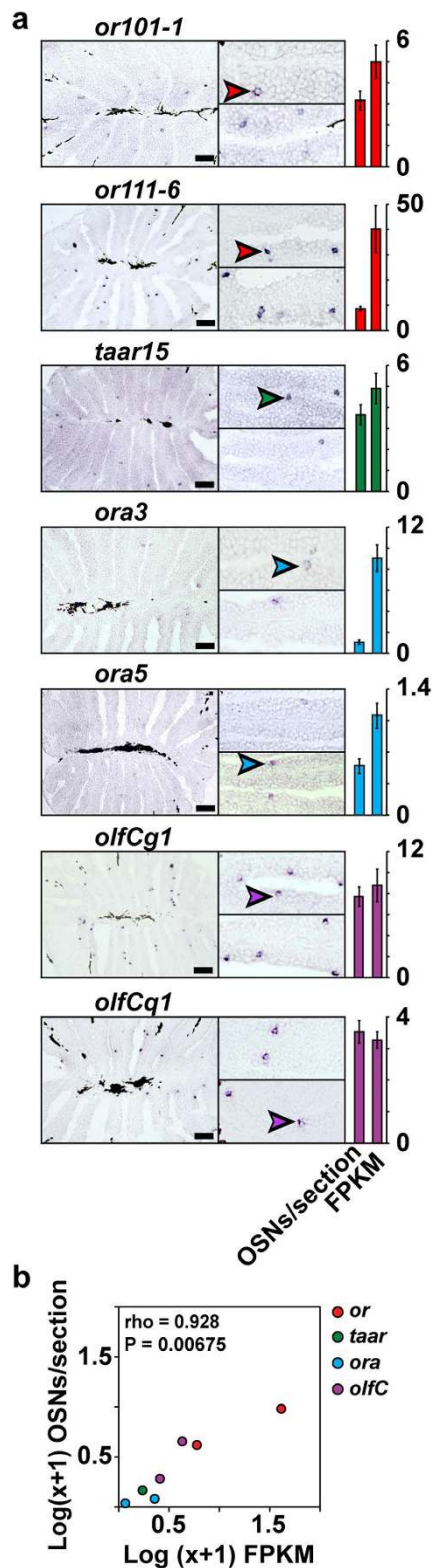 a
or101-1
6
0
or111-6
50
0
taar15
6
0
ora3
12
0
ora5
1.4
0
olfCg1
12
0
olfCq1
4
0
OSNs/section
FPKM
b
Log(x+1) OSNs/section
1.5
0.5
rho = 0.928
P = 0.00675
or
taar
ora
olfC
0.5
1.5
Log (x+1) FPKM